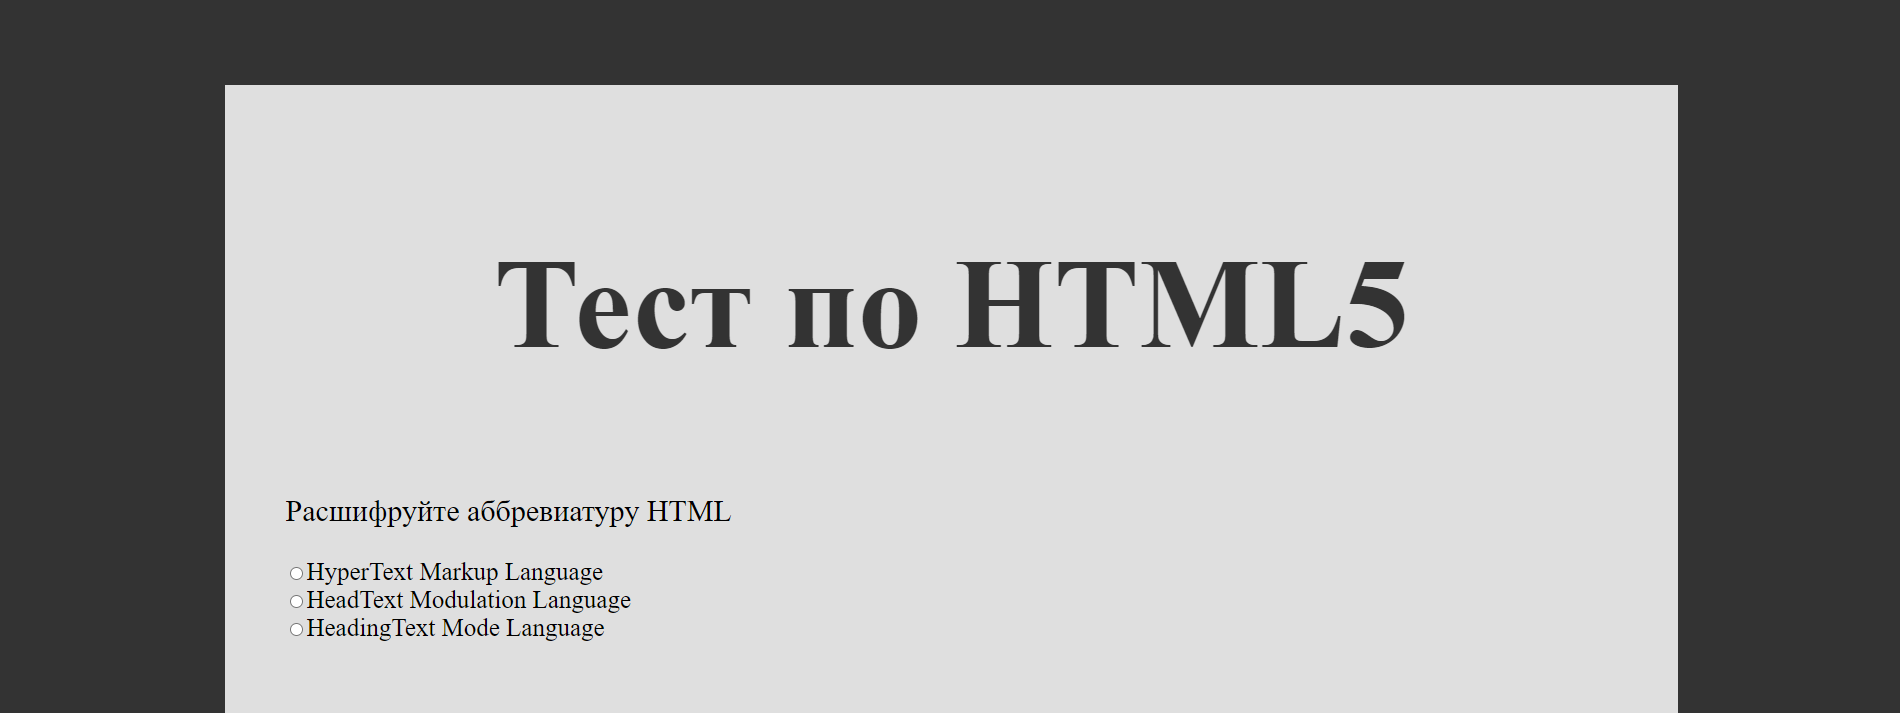 Тест по HTML5
Расшифруйте аббревиатуру HTML
HyperText Markup Language
HeadText Modulation Language
HeadingText Mode Language